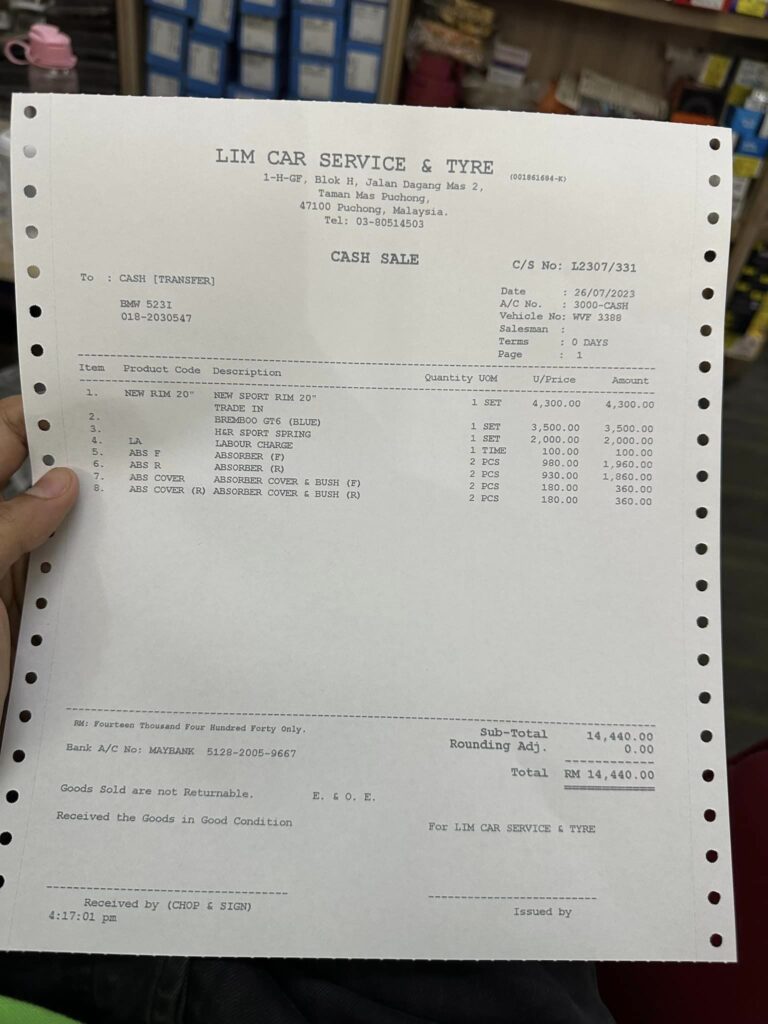 LIM CAR SERVICE & TYRE (001861684-K)
1-H-GF, Blok H, Jalan Dagang Mas 2,
Taman Mas Puchong,
47100 Puchong, Malaysia.
Tel: 03-80514503
CASH SALE
C/S No: L2307/331
To : CASH [TRANSFER]
BMW 523I
018-2030547
Date : 26/07/2023
A/C No. : 3000-CASH
Vehicle No: WVF 3388
Salesman :
Terms : 0 DAYS
Page : 1
Item Product Code Description Quantity UOM U/Price Amount
1. NEW RIM 20" NEW SPORT RIM 20" 1 SET 4,300.00 4,300.00
TRADE IN
2. BREMBOO GT6 (BLUE) 1 SET 3,500.00 3,500.00
3. H&R SPORT SPRING 1 SET 2,000.00 2,000.00
4. LA LABOUR CHARGE 1 TIME 100.00 100.00
5. ABS F ABSORBER (F) 2 PCS 980.00 1,960.00
6. ABS R ABSORBER (R) 2 PCS 930.00 1,860.00
7. ABS COVER ABSORBER COVER & BUSH (F) 2 PCS 180.00 360.00
8. ABS COVER (R) ABSORBER COVER & BUSH (R) 2 PCS 180.00 360.00
RM: Fourteen Thousand Four Hundred Forty Only.
Sub-Total 14,440.00
Rounding Adj. 0.00
Bank A/C No: MAYBANK 5128-2005-9667
Total RM 14,440.00
Goods Sold are not Returnable. E. & O. E.
Received the Goods in Good Condition
For LIM CAR SERVICE & TYRE
Received by (CHOP & SIGN)
Issued by
4:17:01 pm